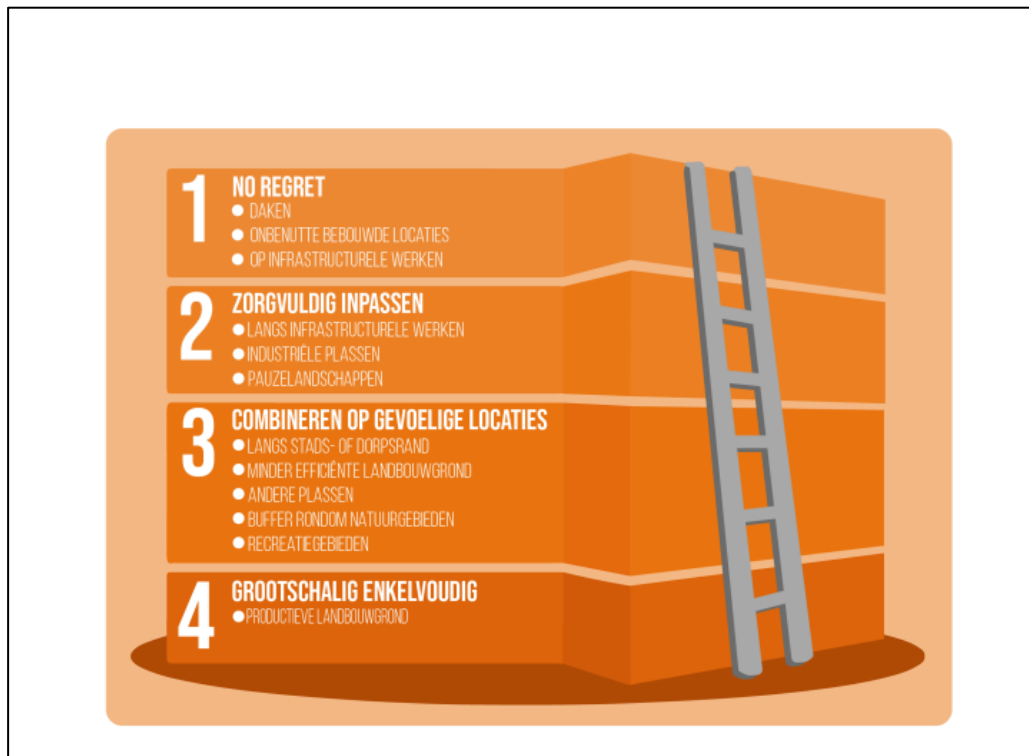 1
NO REGRET
● DAKEN
● ONBENUTTE BEBOUWDE LOCATIES
● OP INFRASTRUCTURELE WERKEN
2
ZORGVULDIG INPASSEN
● LANGS INFRASTRUCTURELE WERKEN
● INDUSTRIËLE PLASSEN
● PAUZELANDSCHAPPEN
3
COMBINEREN OP GEVOELIGE LOCATIES
● LANGS STADS- OF DORPSRAND
● MINDER EFFICIËNTE LANDBOUWGROND
● ANDERE PLASSEN
● BUFFER RONDOM NATUURGEBIEDEN
● RECREATIEGEBIEDEN
4
GROOTSCHALIG ENKELVOUDIG
● PRODUCTIEVE LANDBOUWGROND